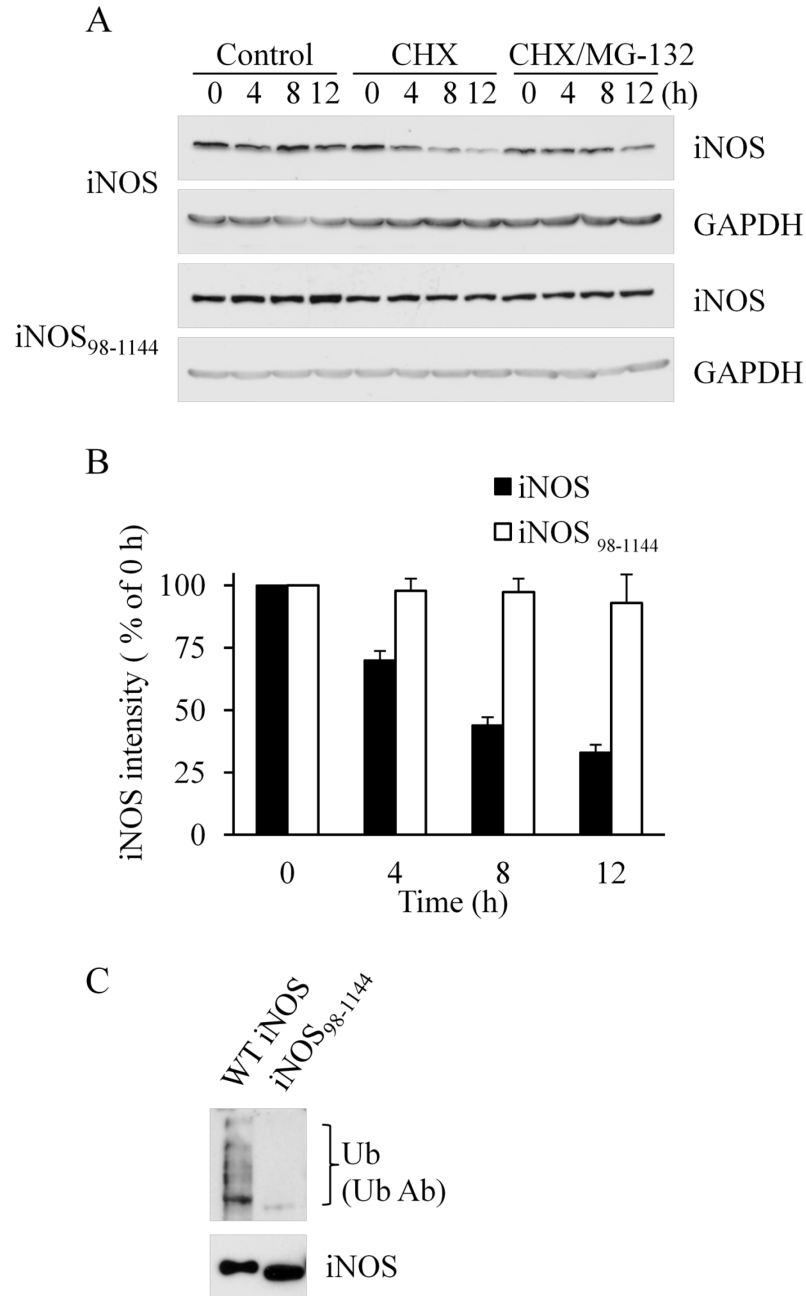 A
Control CHX CHX/MG-132
0 4 8 12 0 4 8 12 0 4 8 12 (h)
iNOS iNOS
GAPDH
iNOS98-1144 iNOS
GAPDH
B
iNOS
iNOS 98-1144
iNOS intensity ( % of 0 h)
100
75
50
25
0
0 4 8 12
Time (h)
C
WT iNOS
iNOS98-1144
Ub
(Ub Ab)
iNOS